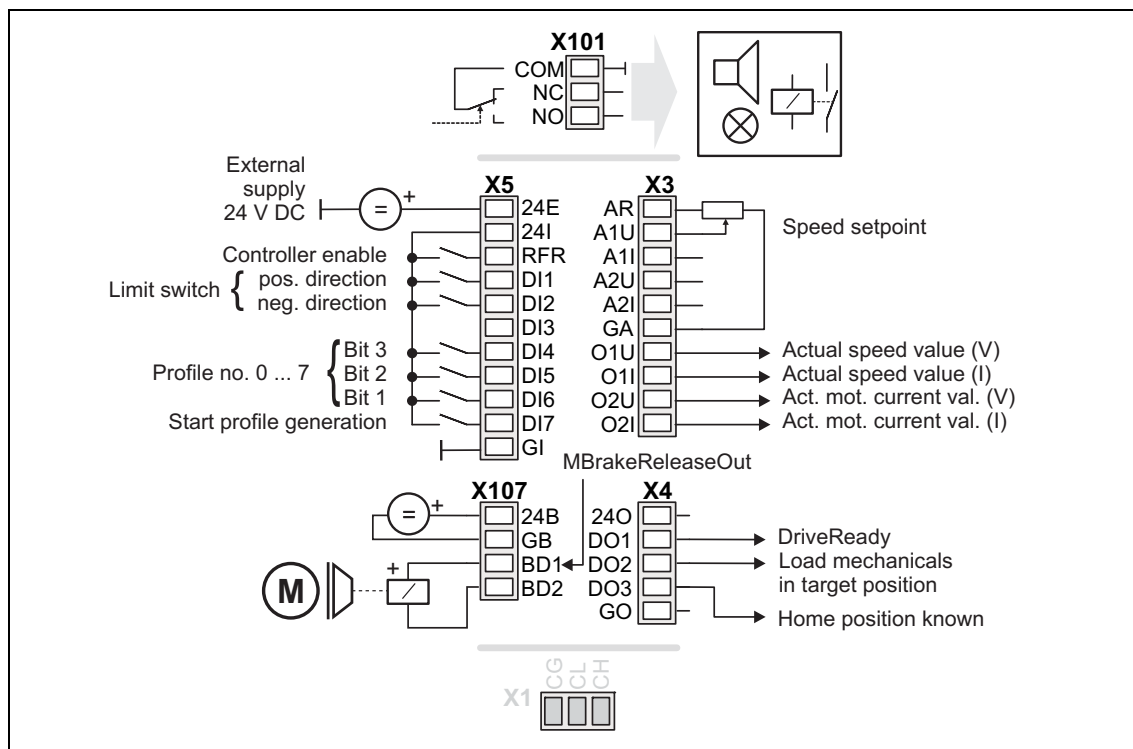 X101
COM
NC
NO
External
supply
24 V DC
=
+
X5
24E
24I
RFR
DI1
DI2
DI3
DI4
DI5
DI6
DI7
GI
Controller enable
Limit switch { pos. direction
neg. direction
Profile no. 0 ... 7 { Bit 3
Bit 2
Bit 1
Start profile generation
X3
AR
A1U
A1I
A2U
A2I
GA
O1U
O1I
O2U
O2I
Speed setpoint
Actual speed value (V)
Actual speed value (I)
Act. mot. current val. (V)
Act. mot. current val. (I)
MBrakeReleaseOut
X107
=
+
24B
GB
BD1
BD2
M
+
X4
24O
DO1
DO2
DO3
GO
DriveReady
Load mechanicals
in target position
Home position known
X1
CG
CL
CH